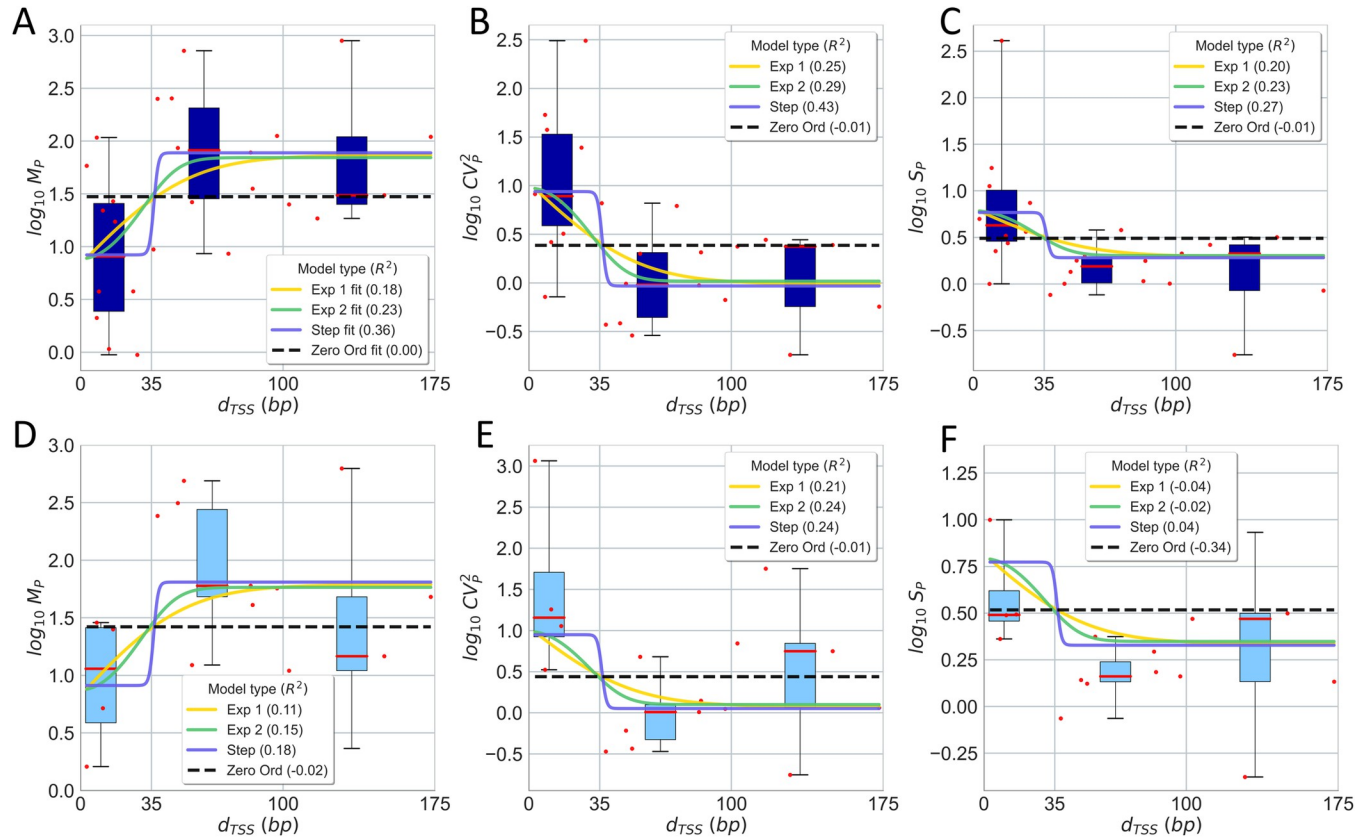 A
log10 MP
3.0
2.5
2.0
1.5
1.0
0.5
0.0
Model type (R²)
Exp 1 fit (0.18)
Exp 2 fit (0.23)
Step fit (0.36)
Zero Ord fit (0.00)
0 35 100 175
dTSS (bp)
B
log10 CV²P
2.5
2.0
1.5
1.0
0.5
0.0
−0.5
Model type (R²)
Exp 1 (0.25)
Exp 2 (0.29)
Step (0.43)
Zero Ord (-0.01)
0 35 100 175
dTSS (bp)
C
log10 SP
2.5
2.0
1.5
1.0
0.5
0.0
−0.5
Model type (R²)
Exp 1 (0.20)
Exp 2 (0.23)
Step (0.27)
Zero Ord (-0.01)
0 35 100 175
dTSS (bp)
D
log10 MP
3.0
2.5
2.0
1.5
1.0
0.5
0.0
Model type (R²)
Exp 1 (0.11)
Exp 2 (0.15)
Step (0.18)
Zero Ord (-0.02)
0 35 100 175
dTSS (bp)
E
log10 CV²P
3.0
2.5
2.0
1.5
1.0
0.5
0.0
−0.5
Model type (R²)
Exp 1 (0.21)
Exp 2 (0.24)
Step (0.24)
Zero Ord (-0.01)
0 35 100 175
dTSS (bp)
F
log10 SP
1.25
1.00
0.75
0.50
0.25
0.00
−0.25
Model type (R²)
Exp 1 (-0.04)
Exp 2 (-0.02)
Step (0.04)
Zero Ord (-0.34)
0 35 100 175
dTSS (bp)